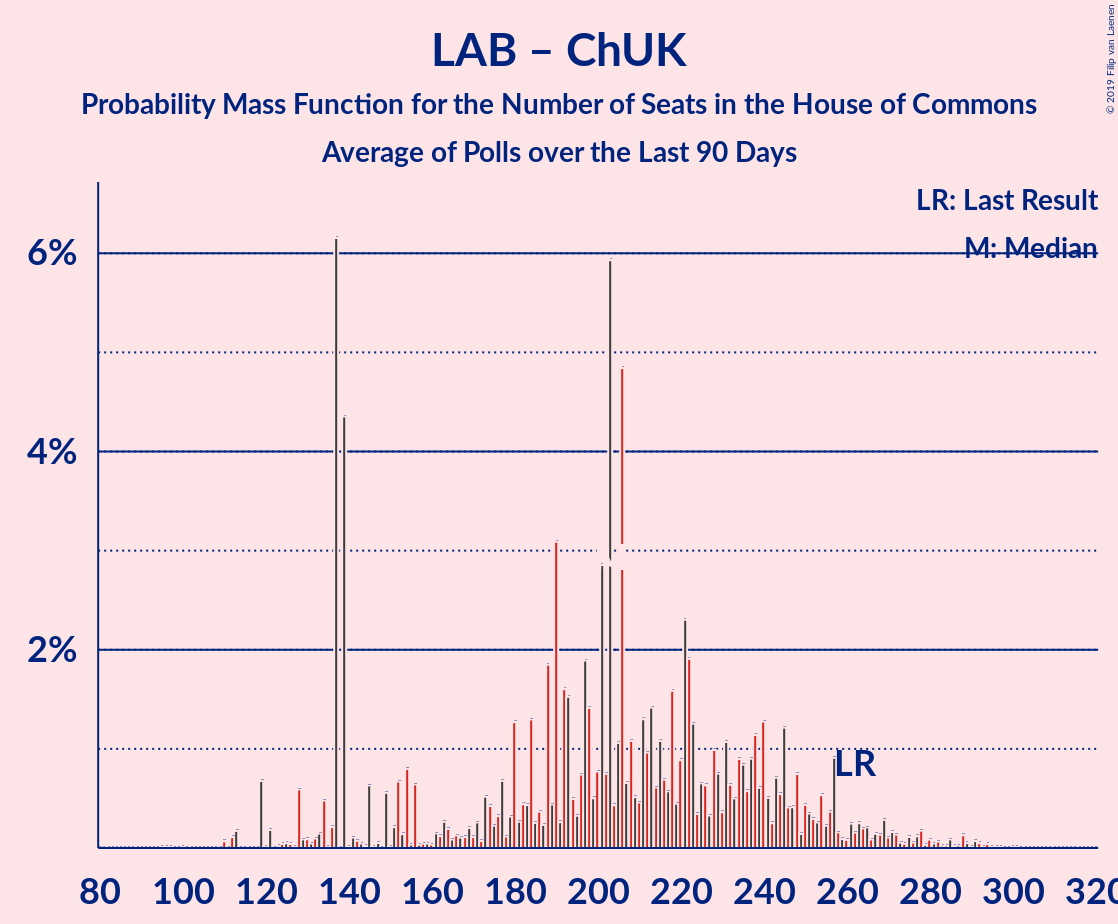 LAB – ChUK
Probability Mass Function for the Number of Seats in the House of Commons
Average of Polls over the Last 90 Days
© 2019 Filip van Laenen
LR: Last Result
M: Median
6%
4%
2%
LR
80 100 120 140 160 180 200 220 240 260 280 300 320